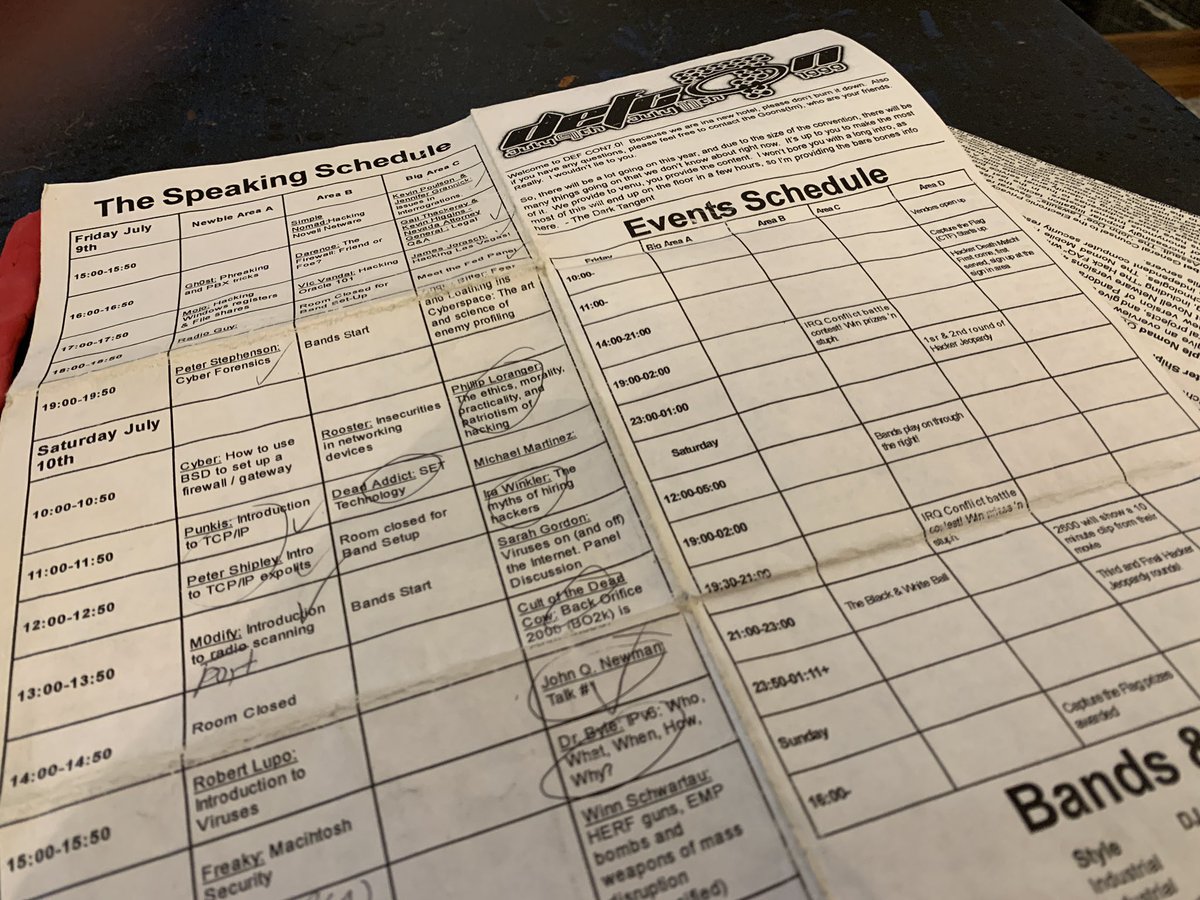 The Speaking Schedule
Friday July
9th
Newbie Area A
Area B
Big Area C
15:00-15:50
Simple
Nomad: Hacking
Novell Netware
Kevin Poulson &
Jennifer Grannick:
Issues in
Interrogations.
Gail Thackeray &
Kevin Higgins -
Nevada Attorney
General - Legal
Q&A
16:00-16:50
Gh0st: Phreaking
and PBX tricks
Darenoe: The
Firewall: Friend or
Foe?
James Jorasch:
Hacking Las Vegas!
17:00-17:50
Mojo: Hacking
Windows registers
& File shares
Vic Vandal: Hacking
Oracle 101
Meet the Fed Panel
18:00-18:50
Radio Guy:
Room Closed for
Band Set-Up
Fear
and Loathing ins
Cyberspace: The art
and science of
enemy profiling
19:00-19:50
Peter Stephenson:
Cyber Forensics
Bands Start
Saturday July
10th
Philip Loranger:
The ethics, morality,
practicality, and
patriotism of
hacking
10:00-10:50
Cyber: How to use
BSD to set up a
firewall / gateway
Rooster: Insecurities
in networking
devices
Michael Martinez:
11:00-11:50
Punkis: Introduction
to TCP/IP
Dead Addict: SET
Technology
Ira Winkler: The
myths of hiring
hackers
12:00-12:50
Peter Shipley: Intro
to TCP/IP expolits
Room closed for
Band Setup
Sarah Gordon:
Viruses on (and off)
the Internet. Panel
Discussion
13:00-13:50
M0dify: Introduction
to radio scanning
port
Bands Start
Cult of the Dead
Cow: Back Orifice
2000 (BO2k) is
14:00-14:50
Room Closed
John Q. Newman:
Talk #1
15:00-15:50
Robert Lupo:
Introduction to
Viruses
Dr. Byte: IPv6: Who,
What, When, How,
Why?
Freaky: Macintosh
Security
Winn Schwartau:
HERF guns, EMP
bombs and
weapons of mass
disruption
defcon
1999
July 9th July 11th
Welcome to DEF CON7 0! Because we are ina new hotel, please don't burn it down. Also
if you have any questions, please feel free to contact the Goons(tm), who are your friends.
Really. I wouldn't lie to you.
So, there will be a lot going on this year, and due to the size of the convention, there will be
many things going on that we don't know about right now. It's up to you to make the most
of it. We provide to venu, you provide the content. I won't bore you with a long intro, as
most of this will end up on the floor in a few hours, so I'm providing the bare bones info
here. - The Dark Tangent
Events Schedule
Friday
Big Area A
Area B
Area C
Area D
10:00-
Vendors open up
11:00-
Capture the Flag
(CTF) Starts up.
14:00-21:00
Hacker Death Match!
First come, first
served, sign up at the
sign in area
19:00-02:00
IRQ Conflict battle
contest! Win prizes 'n
stuph.
23:00-01:00
1st & 2nd round of
Hacker Jeopardy
Saturday
12:00-05:00
Bands play on through
the right!
19:00-02:00
19:30-21:00
IRQ Conflict battle
contest! Win prizes 'n
stuph
21:00-23:00
The Black & White Ball
2600 will show a 10
minute clip from their
movie
23:50-01:11+
Third and Final Hacker
Jeopardy rounds!
Sunday
16:00-
Capture the Flag prizes
awarded
Bands &
Style
Industrial
DJ